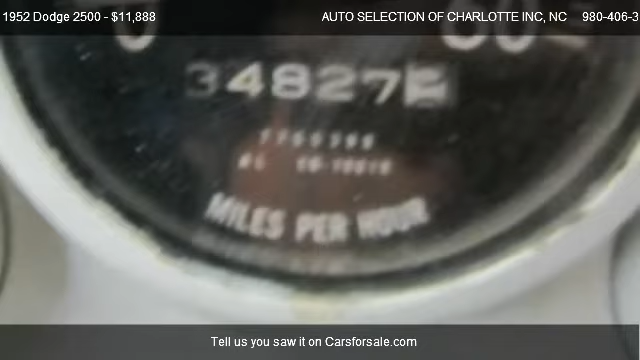 1952 Dodge 2500 - $11,888
AUTO SELECTION OF CHARLOTTE INC, NC 980-406-3
34827
MILES PER HOUR
Tell us you saw it on Carsforsale.com